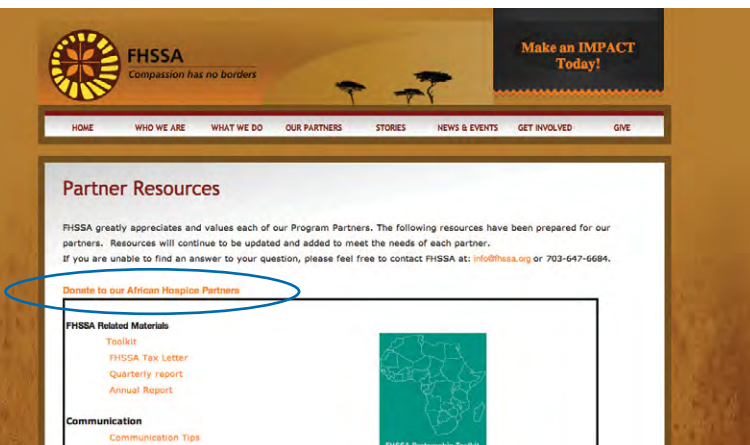 FHSSA
Compassion has no borders
Make an IMPACT
Today!
HOME WHO WE ARE WHAT WE DO OUR PARTNERS STORIES NEWS & EVENTS GET INVOLVED GIVE
Partner Resources
FHSSA greatly appreciates and values each of our Program Partners. The following resources have been prepared for our
partners. Resources will continue to be updated and added to meet the needs of each partner.
If you are unable to find an answer to your question, please feel free to contact FHSSA at: info@fhssa.org or 703-647-6684.
Donate to our African Hospice Partners
FHSSA Related Materials
Toolkit
FHSSA Tax Letter
Quarterly report
Annual Report
Communication
Communication Tips
FHSSA Partnership Toolkit